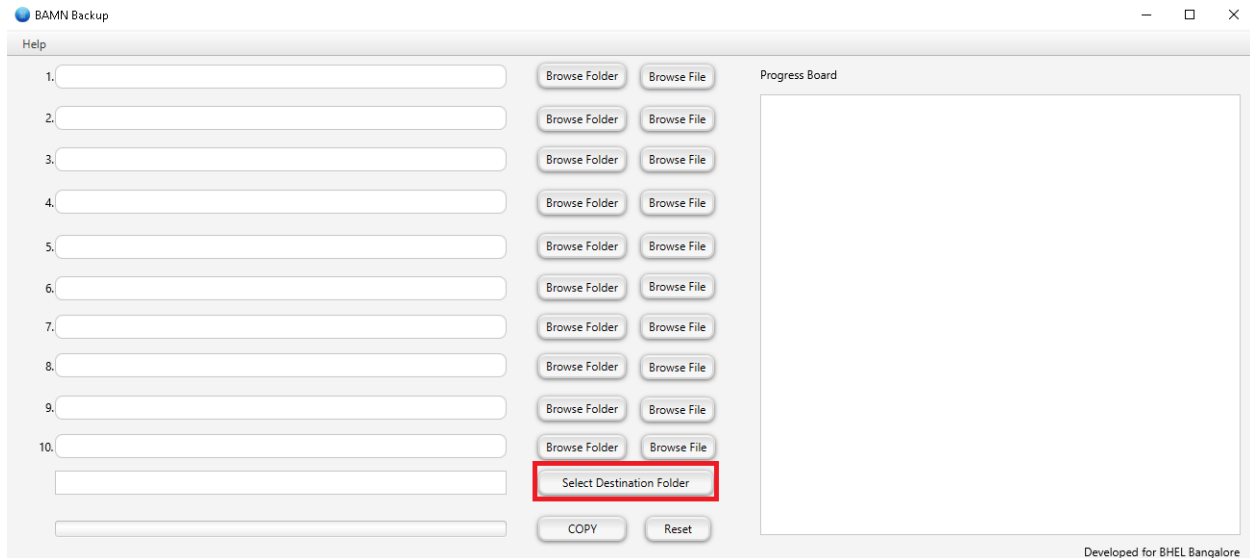 BAMN Backup
Help
1. Browse Folder Browse File Progress Board
2. Browse Folder Browse File
3. Browse Folder Browse File
4. Browse Folder Browse File
5. Browse Folder Browse File
6. Browse Folder Browse File
7. Browse Folder Browse File
8. Browse Folder Browse File
9. Browse Folder Browse File
10. Browse Folder Browse File
Select Destination Folder
COPY Reset
Developed for BHEL Bangalore